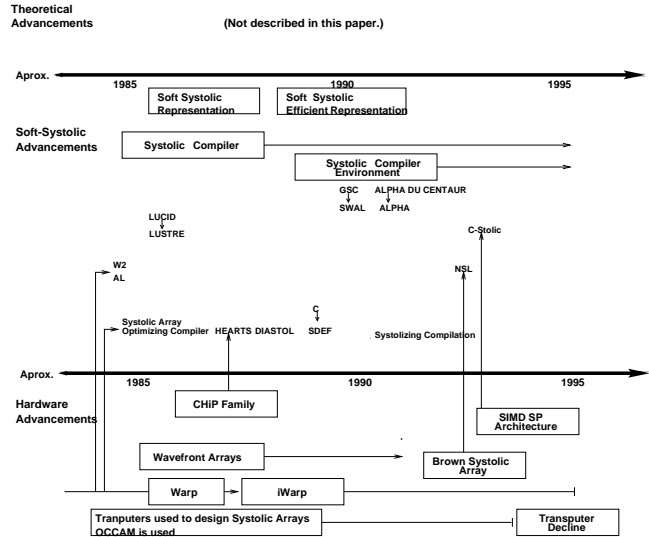 Theoretical
Advancements
(Not described in this paper.)
Aprox.
1985
1990
1995
Soft Systolic
Representation
Soft Systolic
Efficient Representation
Soft-Systolic
Advancements
Systolic Compiler
Systolic Compiler
Environment
GSC
ALPHA DU CENTAUR
SWAL
ALPHA
LUCID
LUSTRE
C-Stolic
W2
AL
NSL
C
Systolic Array
Optimizing Compiler
HEARTS DIASTOL
SDEF
Systolizing Compilation
Aprox.
1985
1990
1995
Hardware
Advancements
CHiP Family
SIMD SP
Architecture
Wavefront Arrays
Brown Systolic
Array
Warp
iWarp
Tranputers used to design Systolic Arrays
OCCAM is used
Transputer
Decline